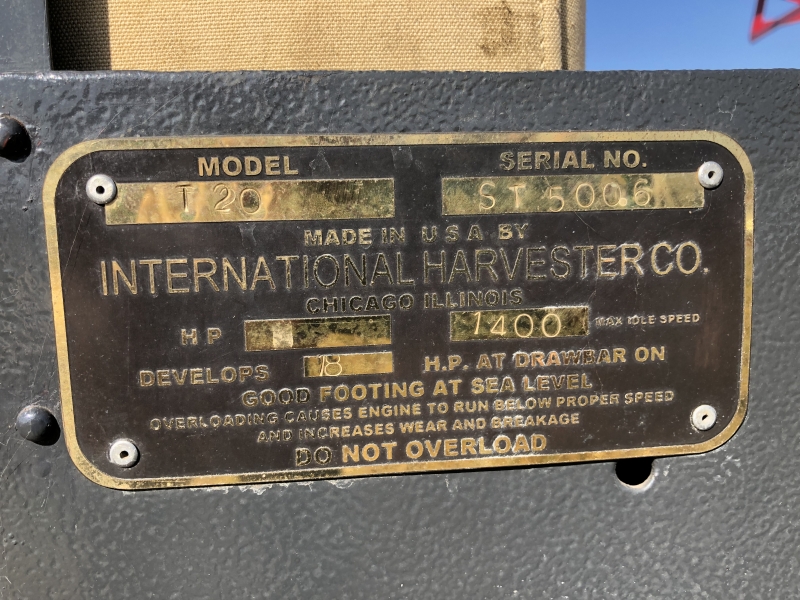 MODEL SERIAL NO.
T 20 ST 5006
MADE IN U S A BY
INTERNATIONAL HARVESTER CO.
CHICAGO ILLINOIS
HP 1400 MAX IDLE SPEED
DEVELOPS 18 H.P. AT DRAWBAR ON
GOOD FOOTING AT SEA LEVEL
OVERLOADING CAUSES ENGINE TO RUN BELOW PROPER SPEED
AND INCREASES WEAR AND BREAKAGE
DO NOT OVERLOAD